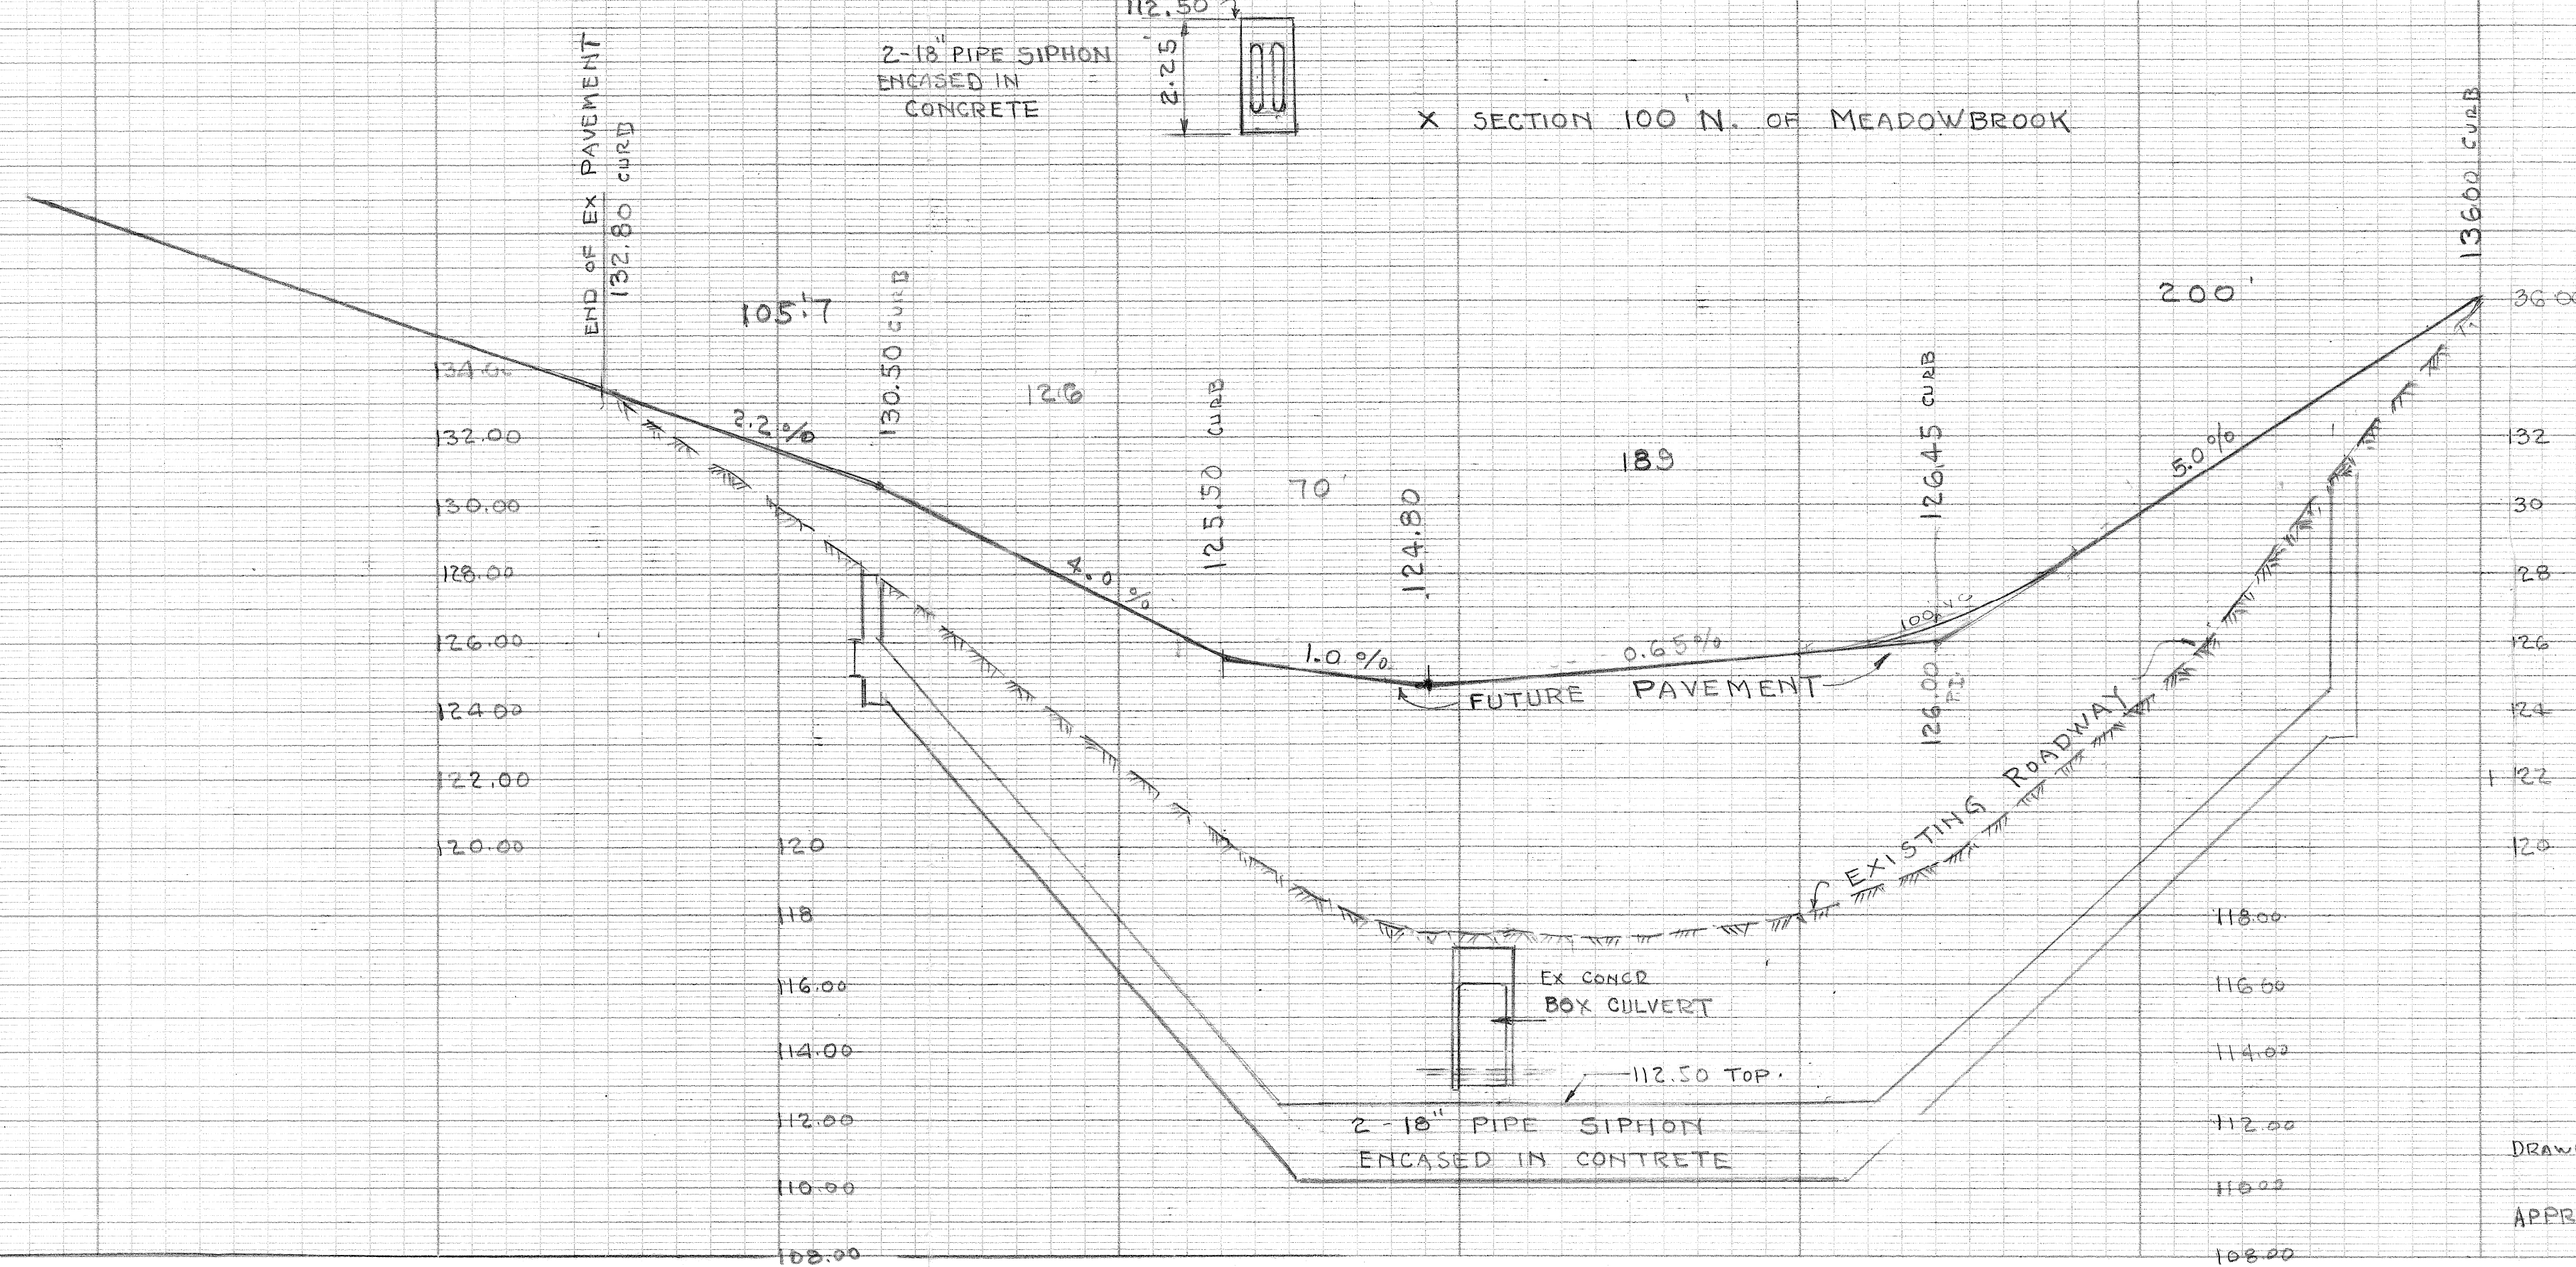 112.50
2-18" PIPE SIPHON
ENCASED IN
CONCRETE
2.25'
X SECTION 100' N. OF MEADOWBROOK
END OF EX PAVEMENT
132.80 CURB
136.00 CURB
105.'7
130.50 CURB
200'
36.00
134.00
2.2%
126
125.50 CURB
189
126.45 CURB
5.0%
132.00
132
70'
124.80
130.00
30
128.00
4.0%
28
100' VC
126.00
1.0%
0.65%
126
FUTURE PAVEMENT
126.00
P.I.
124.00
124
EXISTING ROADWAY
122.00
122
120.00
120
120
118
118.00
116.00
EX CONCR
BOX CULVERT
116.00
114.00
114.00
112.50 TOP.
112.00
2-18" PIPE SIPHON
112.00
ENCASED IN CONTRETE
110.00
110.00
DRAW
APPR
108.00
108.00